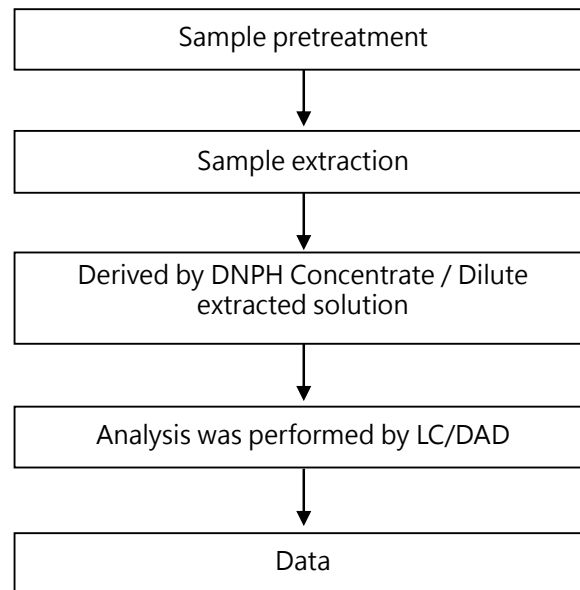 Sample pretreatment
Sample extraction
Derived by DNPH Concentrate / Dilute
extracted solution
Analysis was performed by LC/DAD
Data